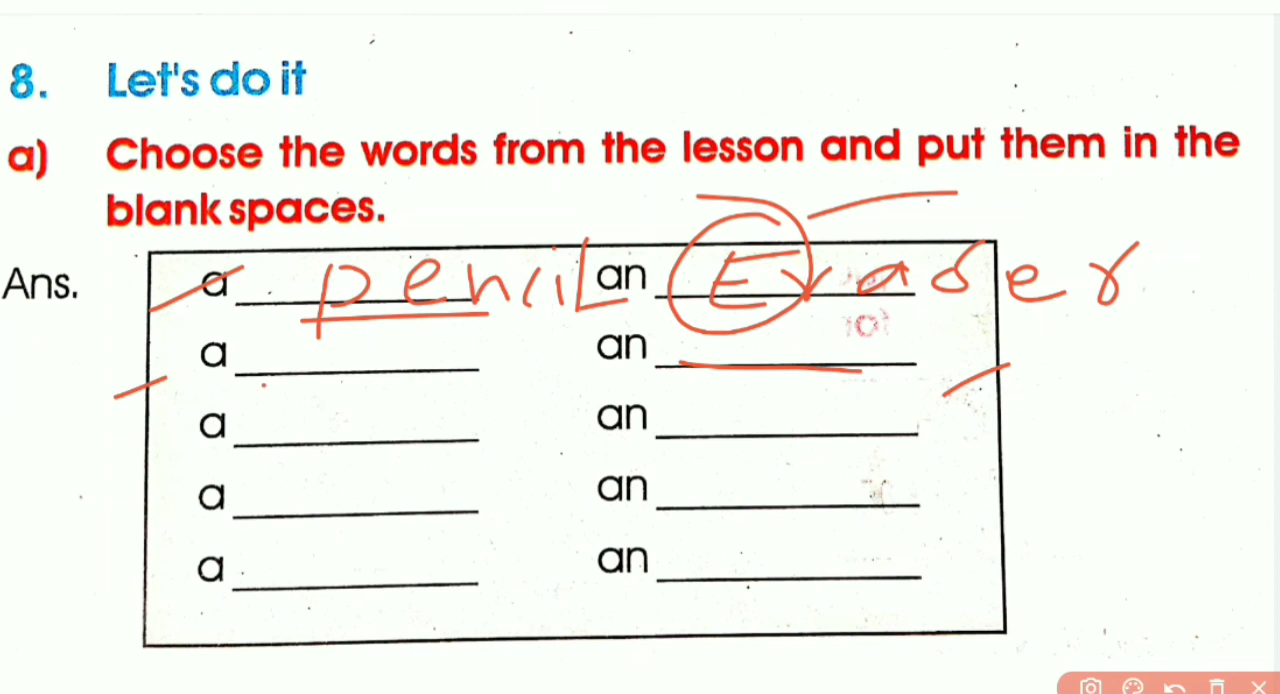 8. Let's do it
a) Choose the words from the lesson and put them in the
blank spaces.
Ans. a pencil an Eraser
a an
a an
a an
a an